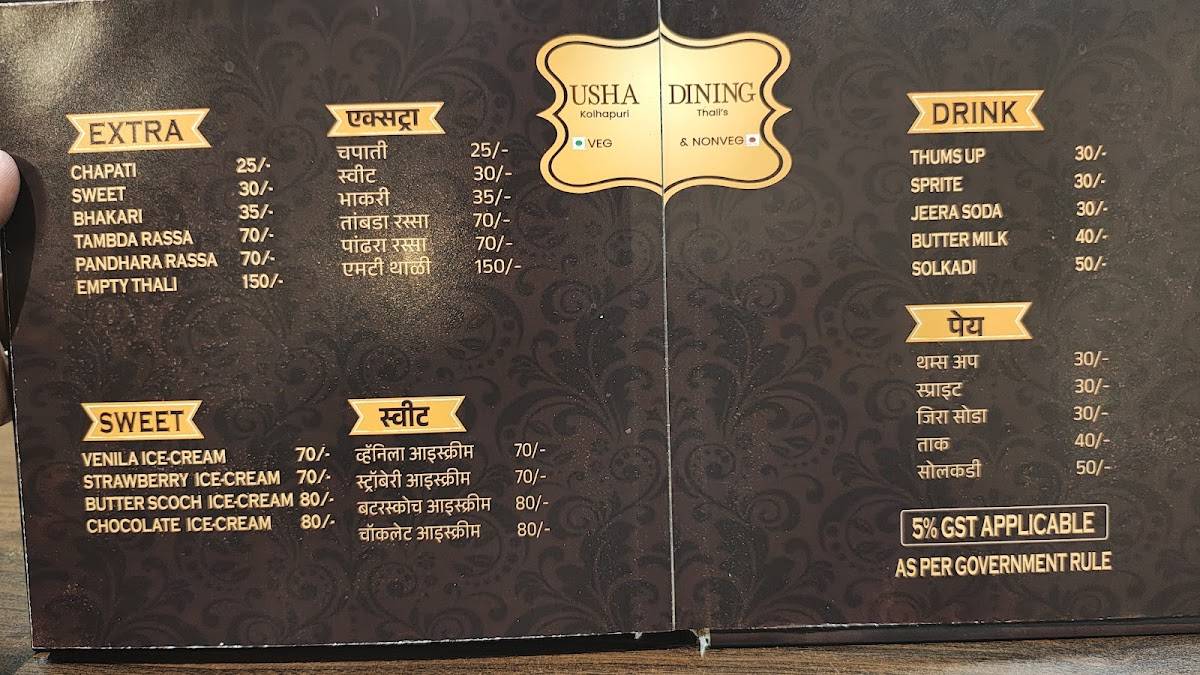 USHA DINING
Kolhapuri Thali's
VEG & NONVEG
EXTRA
CHAPATI 25/-
SWEET 30/-
BHAKARI 35/-
TAMBDA RASSA 70/-
PANDHARA RASSA 70/-
EMPTY THALI 150/-
एक्सट्रा
चपाती 25/-
स्वीट 30/-
भाकरी 35/-
तांबडा रस्सा 70/-
पांढरा रस्सा 70/-
एमटी थाळी 150/-
SWEET
VENILA ICE-CREAM 70/-
STRAWBERRY ICE-CREAM 70/-
BUTTER SCOCH ICE-CREAM 80/-
CHOCOLATE ICE-CREAM 80/-
स्वीट
व्हॅनिला आइस्क्रीम 70/-
स्ट्रॉबेरी आइस्क्रीम 70/-
बटरस्कोच आइस्क्रीम 80/-
चॉकलेट आइस्क्रीम 80/-
DRINK
THUMS UP 30/-
SPRITE 30/-
JEERA SODA 30/-
BUTTER MILK 40/-
SOLKADI 50/-
पेय
थम्स अप 30/-
स्प्राइट 30/-
जिरा सोडा 30/-
ताक 40/-
सोलकडी 50/-
5% GST APPLICABLE
AS PER GOVERNMENT RULE